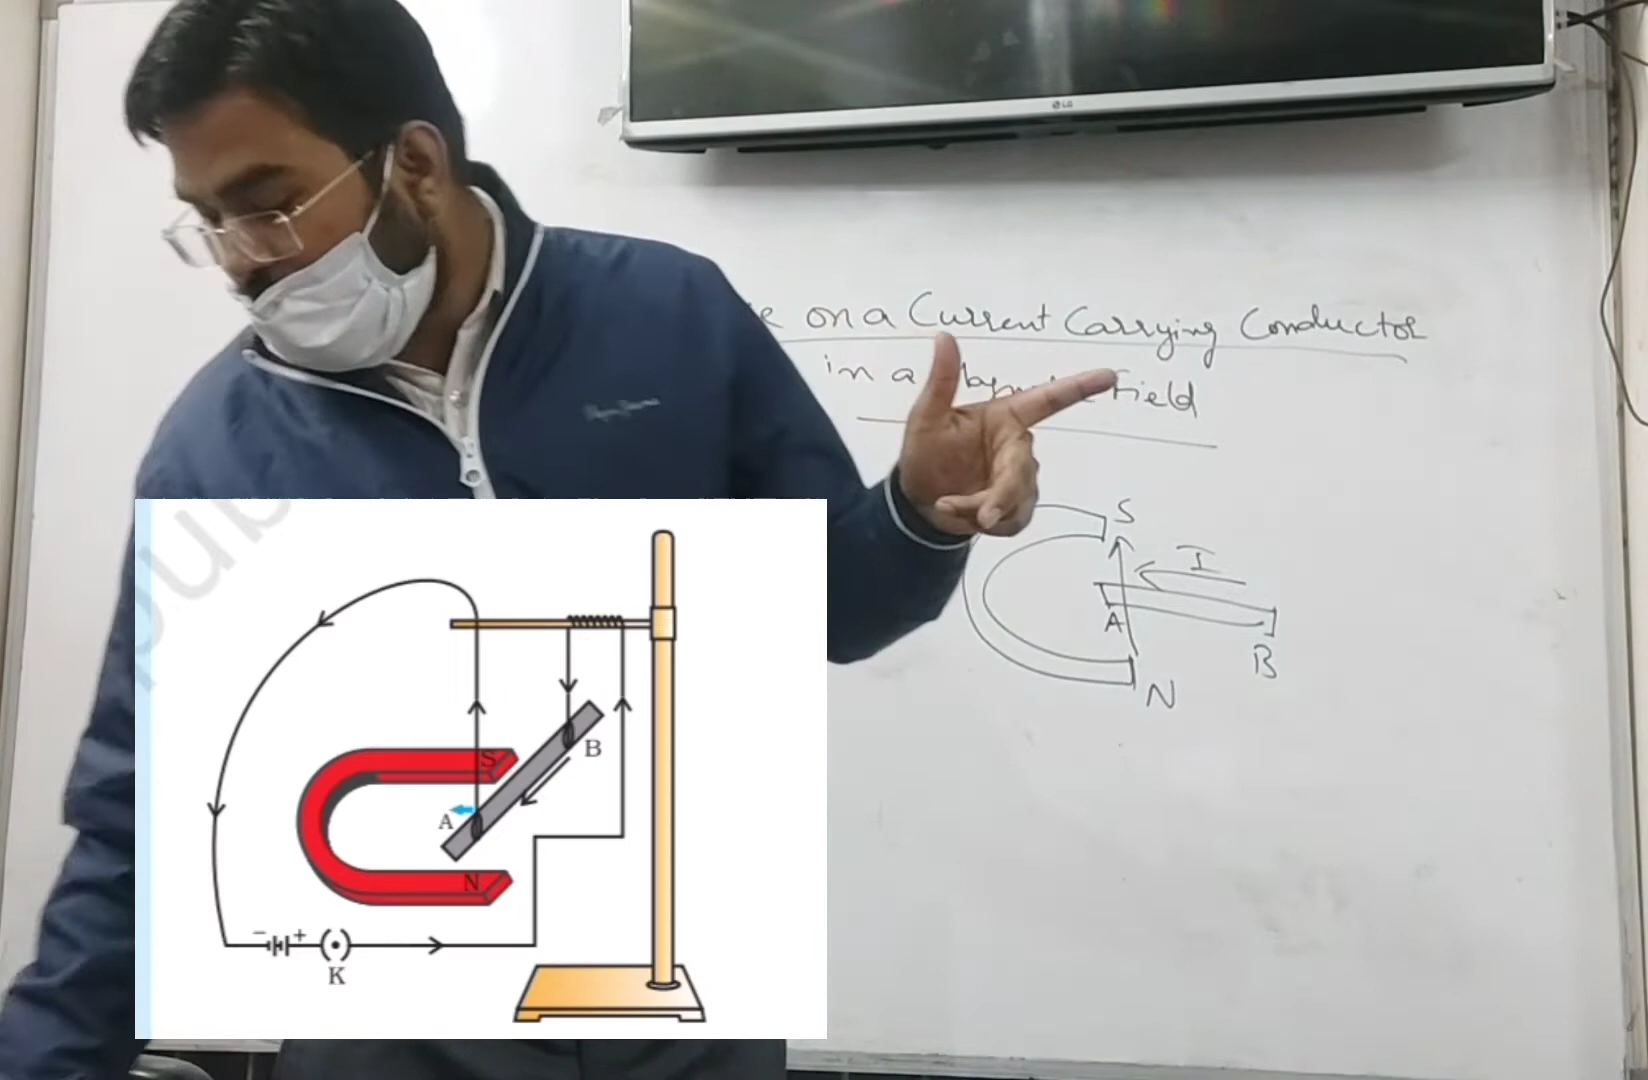 LG
on a Current Carrying Conductor
in a Field
S
I
A
B
N
S
B
A
N
− +
K